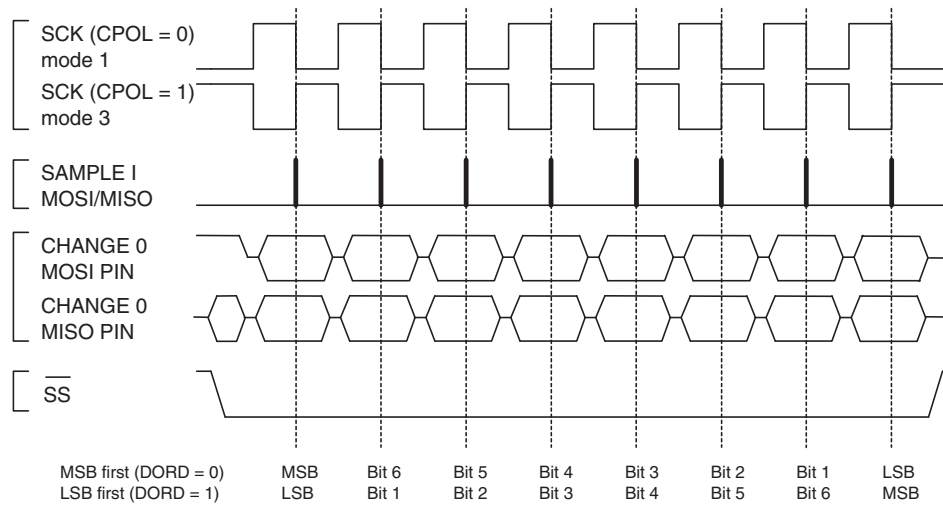 SCK (CPOL = 0)
mode 1
SCK (CPOL = 1)
mode 3
SAMPLE I
MOSI/MISO
CHANGE 0
MOSI PIN
CHANGE 0
MISO PIN
SS
MSB first (DORD = 0) MSB Bit 6 Bit 5 Bit 4 Bit 3 Bit 2 Bit 1 LSB
LSB first (DORD = 1) LSB Bit 1 Bit 2 Bit 3 Bit 4 Bit 5 Bit 6 MSB